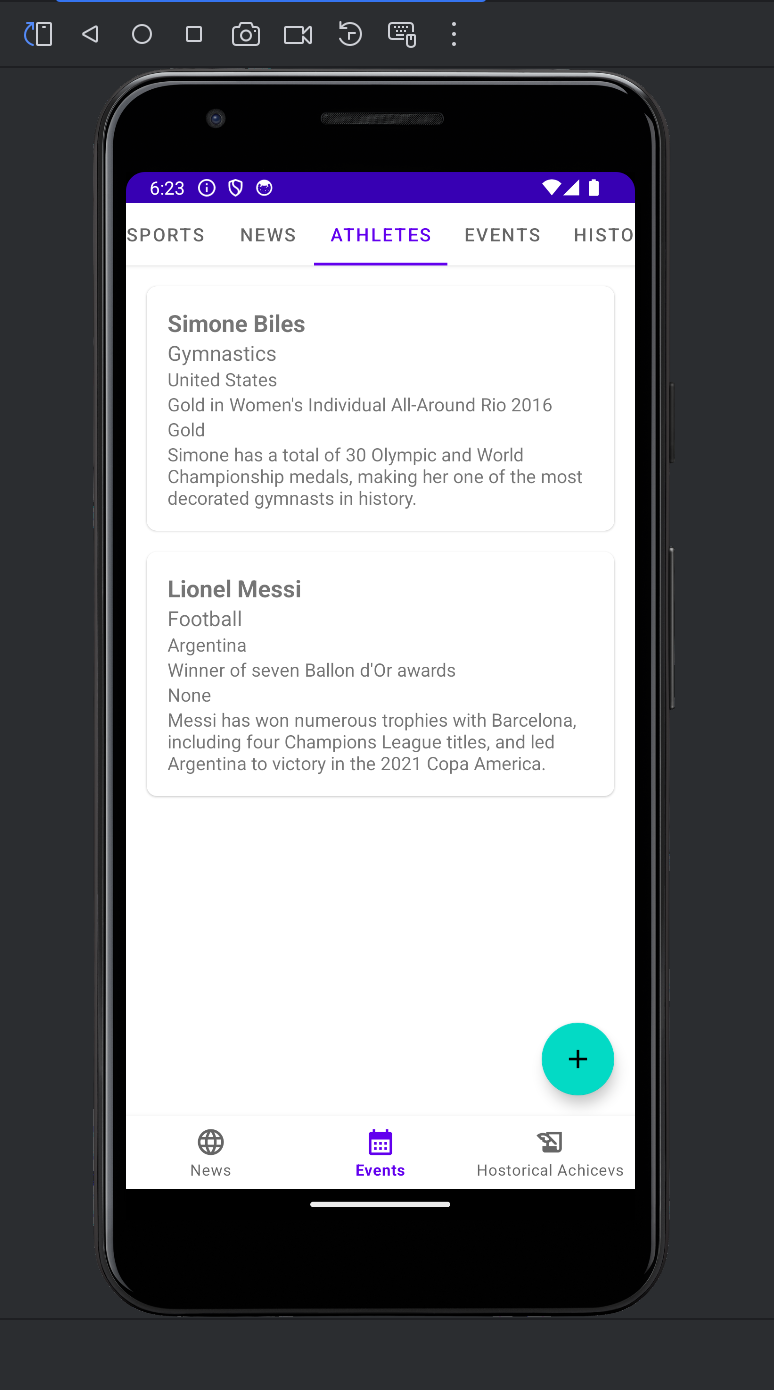 6:23
SPORTS NEWS ATHLETES EVENTS HISTO
Simone Biles
Gymnastics
United States
Gold in Women's Individual All-Around Rio 2016
Gold
Simone has a total of 30 Olympic and World
Championship medals, making her one of the most
decorated gymnasts in history.
Lionel Messi
Football
Argentina
Winner of seven Ballon d'Or awards
None
Messi has won numerous trophies with Barcelona,
including four Champions League titles, and led
Argentina to victory in the 2021 Copa America.
+
News Events Hostorical Achicevs